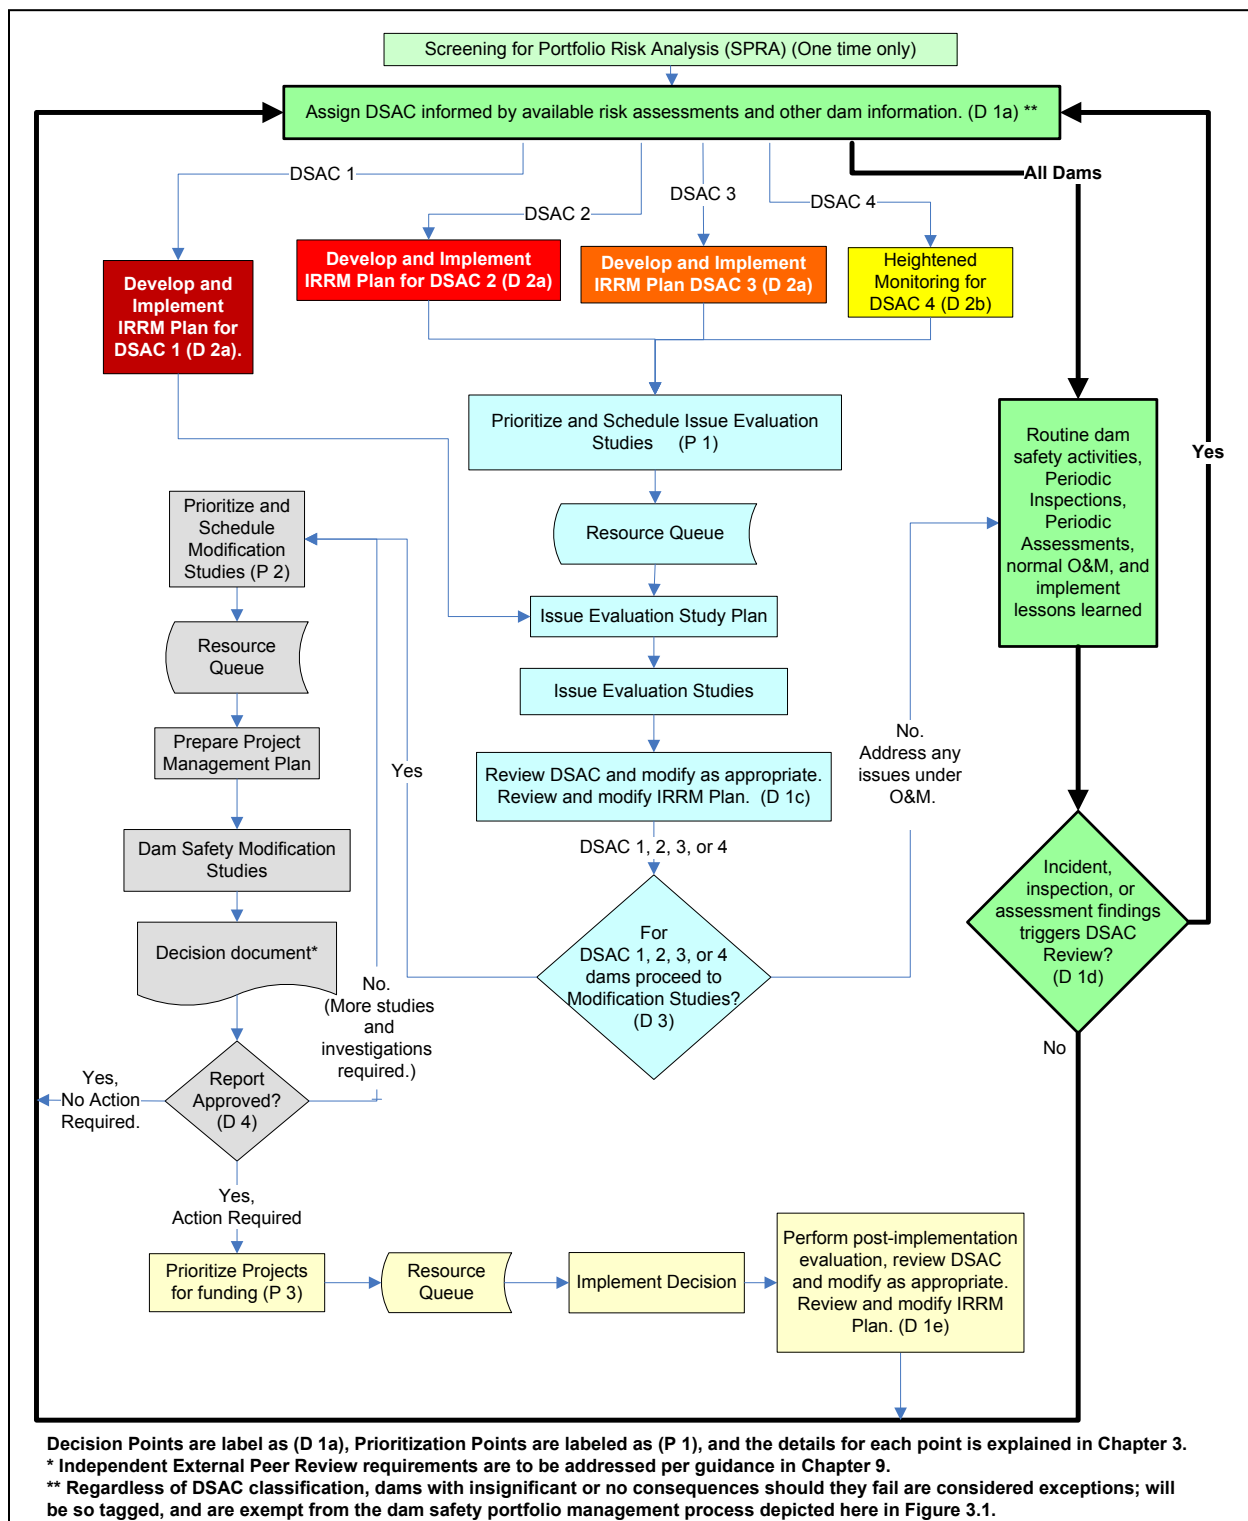 Screening for Portfolio Risk Analysis (SPRA) (One time only)
Assign DSAC informed by available risk assessments and other dam information. (D 1a) **
DSAC 1
DSAC 2
DSAC 3
DSAC 4
All Dams
Develop and
Implement
IRRM Plan for
DSAC 1 (D 2a).
Develop and Implement
IRRM Plan for DSAC 2 (D 2a)
Develop and Implement
IRRM Plan DSAC 3 (D 2a)
Heightened
Monitoring for
DSAC 4 (D 2b)
Prioritize and Schedule Issue Evaluation
Studies (P 1)
Resource Queue
Issue Evaluation Study Plan
Issue Evaluation Studies
Review DSAC and modify as appropriate.
Review and modify IRRM Plan. (D 1c)
DSAC 1, 2, 3, or 4
For
DSAC 1, 2, 3, or 4
dams proceed to
Modification Studies?
(D 3)
Yes
No.
Address any
issues under
O&M.
Routine dam
safety activities,
Periodic
Inspections,
Periodic
Assessments,
normal O&M, and
implement
lessons learned
Yes
Incident,
inspection, or
assessment findings
triggers DSAC
Review?
(D 1d)
No
Prioritize and
Schedule
Modification
Studies (P 2)
Resource
Queue
Prepare Project
Management Plan
Dam Safety Modification
Studies
Decision document*
No.
(More studies
and
investigations
required.)
Report
Approved?
(D 4)
Yes,
No Action
Required.
Yes,
Action Required
Prioritize Projects
for funding (P 3)
Resource
Queue
Implement Decision
Perform post-implementation
evaluation, review DSAC
and modify as appropriate.
Review and modify IRRM
Plan. (D 1e)
Decision Points are label as (D 1a), Prioritization Points are labeled as (P 1), and the details for each point is explained in Chapter 3.
* Independent External Peer Review requirements are to be addressed per guidance in Chapter 9.
** Regardless of DSAC classification, dams with insignificant or no consequences should they fail are considered exceptions; will
be so tagged, and are exempt from the dam safety portfolio management process depicted here in Figure 3.1.